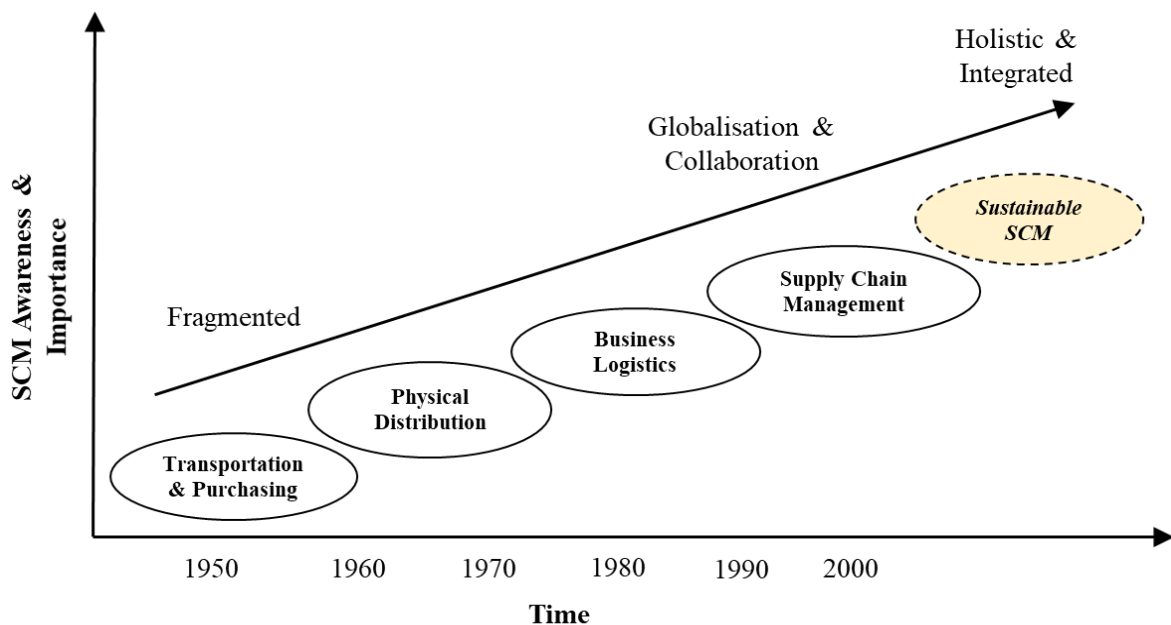 Holistic &
Integrated
Globalisation &
Collaboration
Fragmented
Sustainable
SCM
Supply Chain
Management
Business
Logistics
Physical
Distribution
Transportation
& Purchasing
SCM Awareness &
Importance
1950 1960 1970 1980 1990 2000
Time